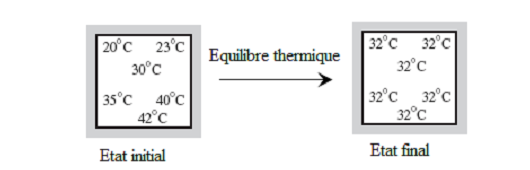 20°C 23°C
30°C
35°C 40°C
42°C
Etat initial
Equilibre thermique
32°C 32°C
32°C
32°C 32°C
32°C
Etat final